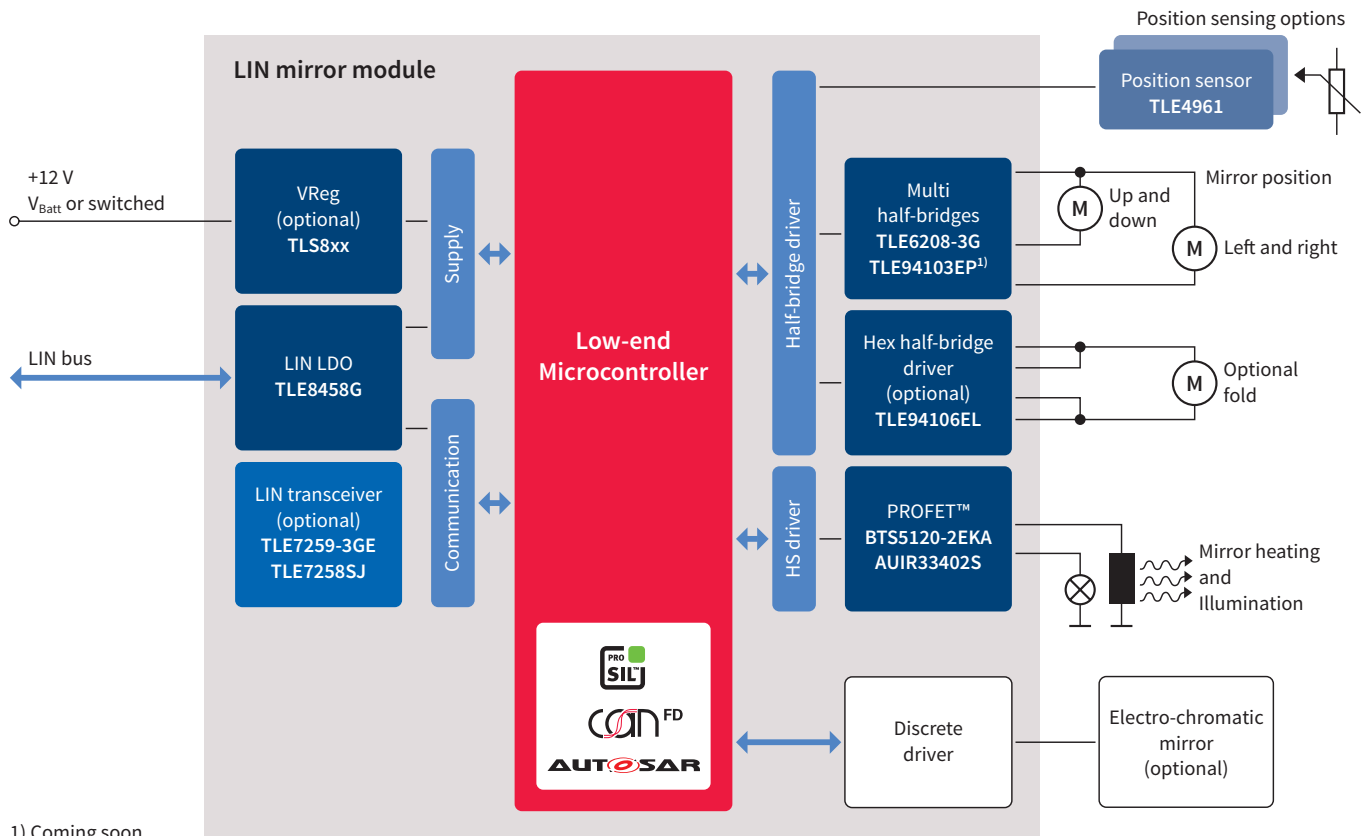 Position sensing options
LIN mirror module
Position sensor
TLE4961
+12 V
VBatt or switched
VReg
(optional)
TLS8xx
Supply
Half-bridge driver
Multi
half-bridges
TLE6208-3G
TLE94103EP1)
M
Up and
down
Mirror position
M
Left and right
LIN bus
LIN LDO
TLE8458G
Low-end
Microcontroller
Hex half-bridge
driver
(optional)
TLE94106EL
M
Optional
fold
LIN transceiver
(optional)
TLE7259-3GE
TLE7258SJ
Communication
HS driver
PROFET™
BTS5120-2EKA
AUIR33402S
Mirror heating
and
Illumination
PRO
SIL™
CAN FD
AUTOSAR
Discrete
driver
Electro-chromatic
mirror
(optional)
1) Coming soon